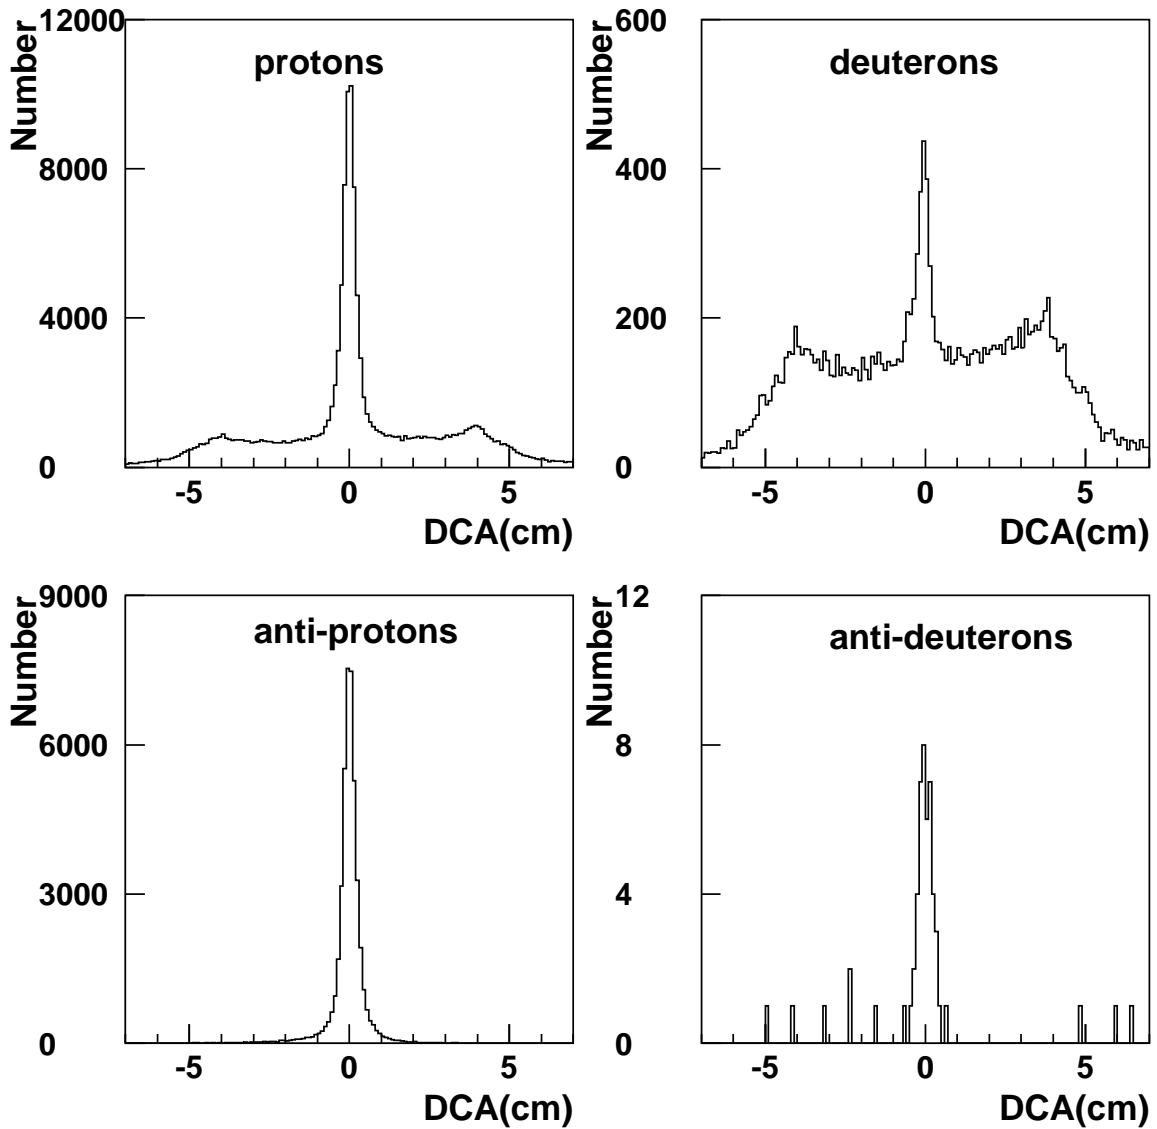 Number
12000
8000
4000
0
protons
-5 0 5
DCA(cm)
Number
600
400
200
0
deuterons
-5 0 5
DCA(cm)
Number
9000
6000
3000
0
anti-protons
-5 0 5
DCA(cm)
Number
12
8
4
0
anti-deuterons
-5 0 5
DCA(cm)